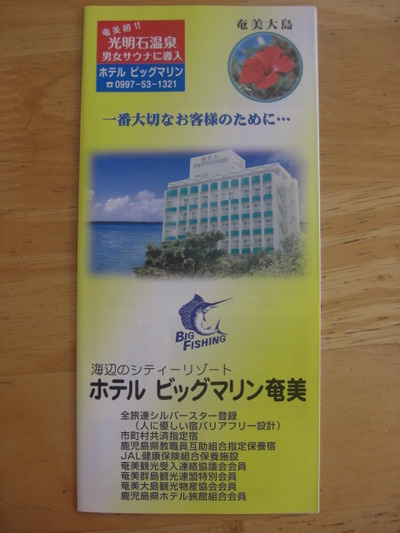 奄美初!!
光明石温泉
男女サウナに導入
ホテル ビッグマリン
☎0997-53-1321
奄美大島
一番大切なお客様のために…
BIG
FISHING
海辺のシティーリゾート
ホテル ビッグマリン奄美
全旅連シルバースター登録
(人に優しい宿バリアフリー設計)
市町村共済指定宿
鹿児島県教職員互助組合指定保養宿
JAL健康保険組合保養施設
奄美観光受入連絡協議会会員
奄美群島観光連盟特別会員
奄美大島観光物産協会会員
鹿児島県ホテル旅館組合会員